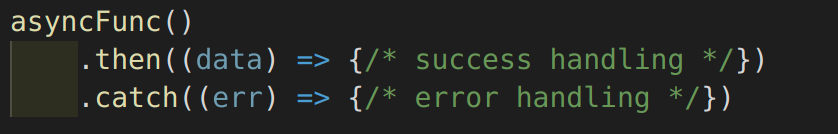 asyncFunc()
.then((data) => {/* success handling */})
.catch((err) => {/* error handling */})